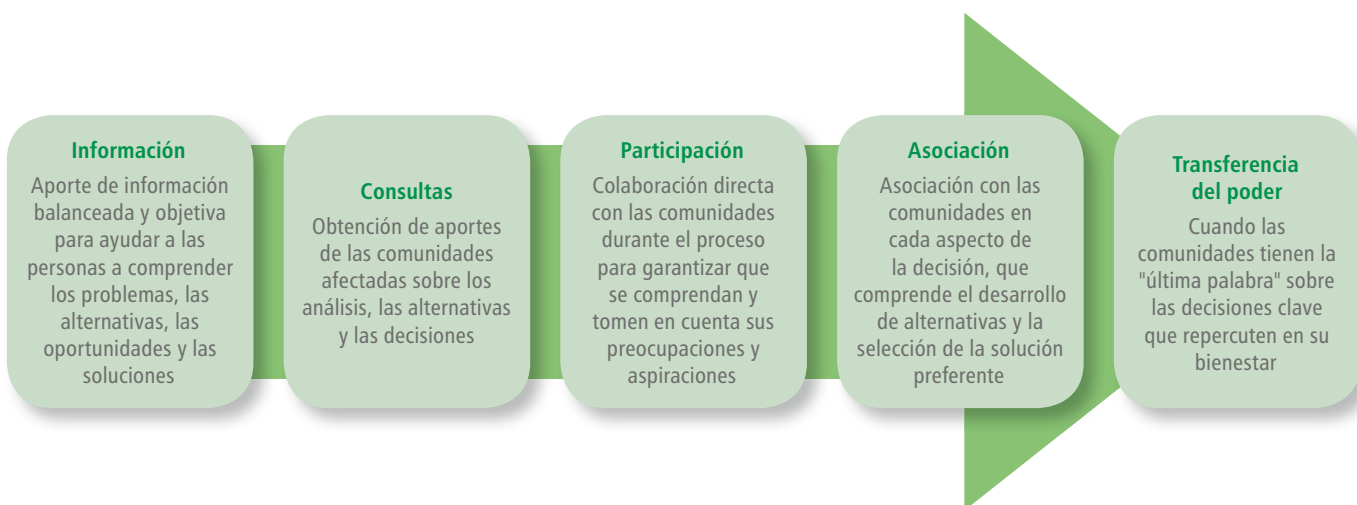 Información
Aporte de información
balanceada y objetiva
para ayudar a las
personas a comprender
los problemas, las
alternativas, las
oportunidades y las
soluciones
Consultas
Obtención de aportes
de las comunidades
afectadas sobre los
análisis, las alternativas
y las decisiones
Participación
Colaboración directa
con las comunidades
durante el proceso
para garantizar que
se comprendan y
tomen en cuenta sus
preocupaciones y
aspiraciones
Asociación
Asociación con las
comunidades en
cada aspecto de
la decisión, que
comprende el desarrollo
de alternativas y la
selección de la solución
preferente
Transferencia
del poder
Cuando las
comunidades tienen la
"última palabra" sobre
las decisiones clave
que repercuten en su
bienestar